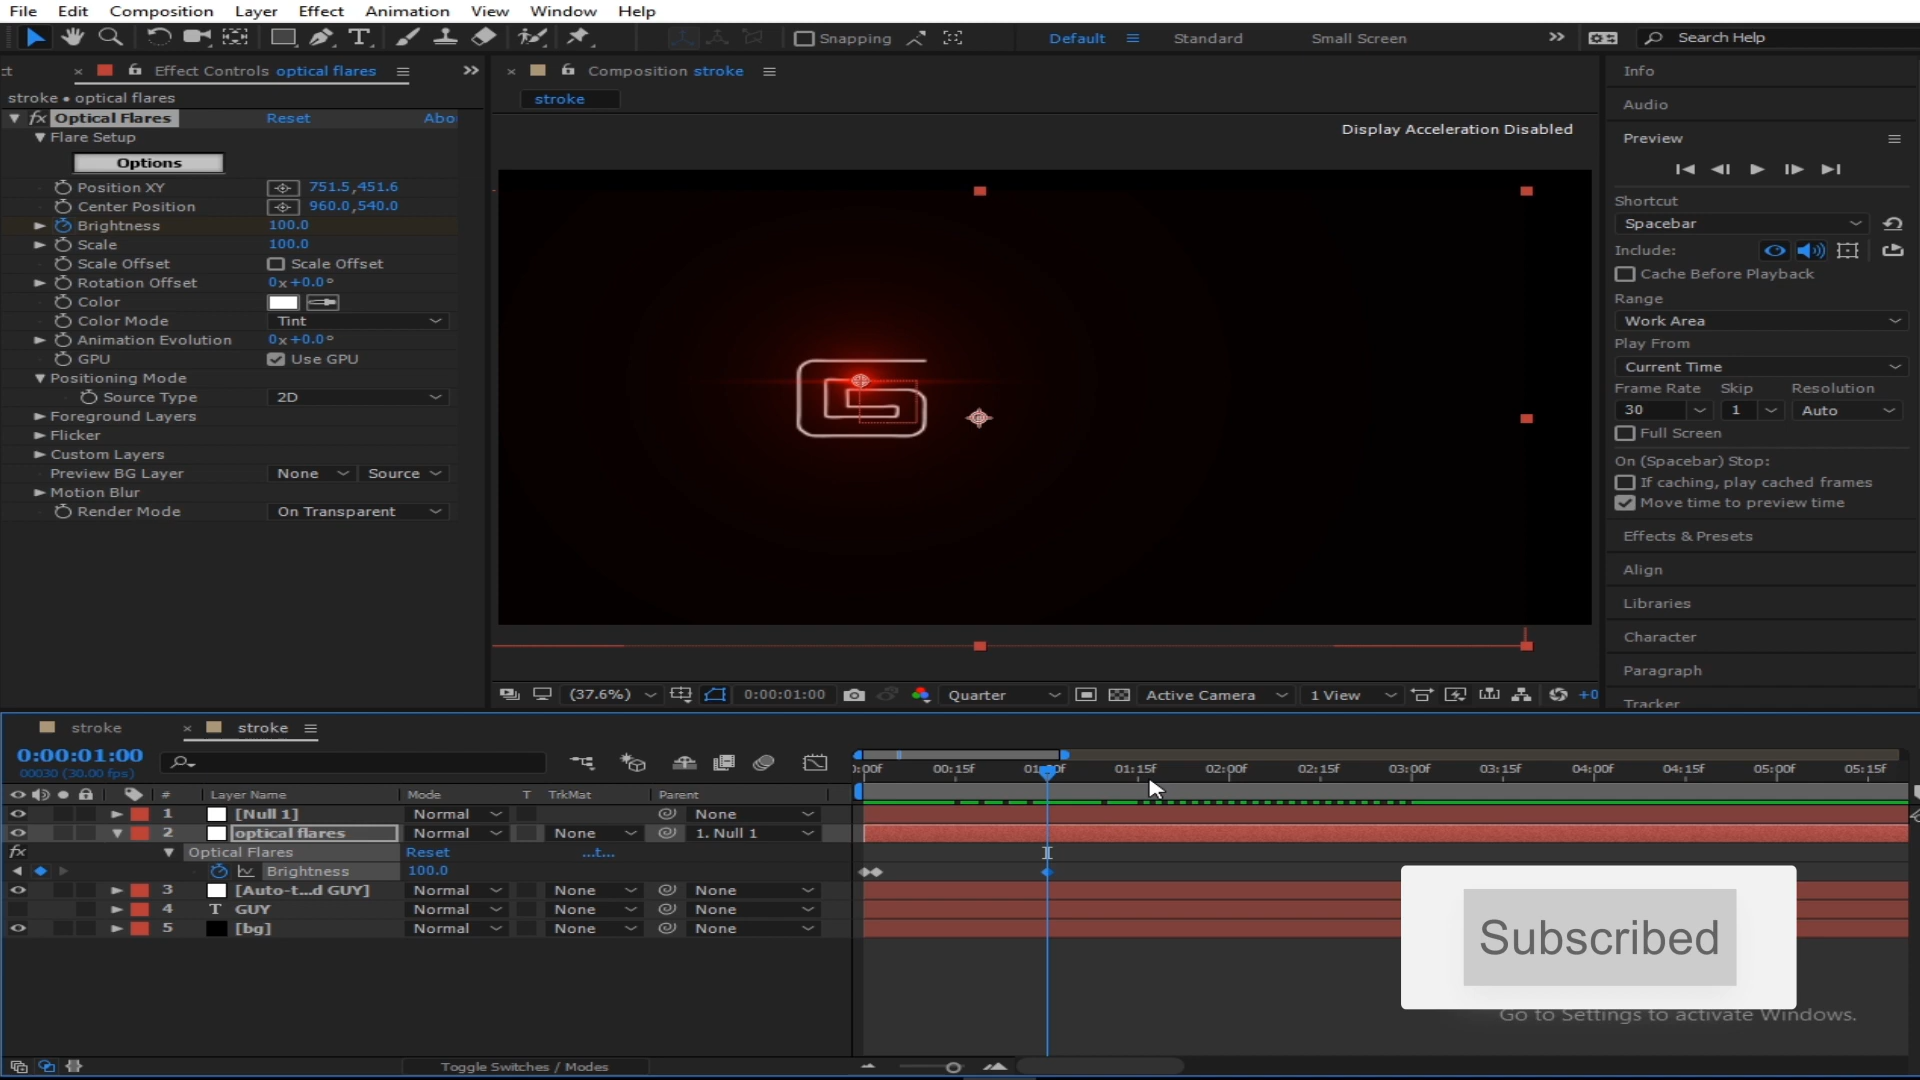 File Edit Composition Layer Effect Animation View Window Help
Snapping Default Standard Small Screen Search Help
ct Effect Controls optical flares
Composition stroke
Info
stroke • optical flares
stroke
Audio
fx Optical Flares Reset Abo
Flare Setup
Display Acceleration Disabled
Preview
Options
Position XY 751.5,451.6
Center Position 960.0,540.0
Brightness 100.0
Scale 100.0
Scale Offset Scale Offset
Rotation Offset 0x+0.0°
Color
Color Mode Tint
Animation Evolution 0x+0.0°
GPU Use GPU
Positioning Mode
Source Type 2D
Foreground Layers
Flicker
Custom Layers
Preview BG Layer None Source
Motion Blur
Render Mode On Transparent
Shortcut
Spacebar
Include:
Cache Before Playback
Range
Work Area
Play From
Current Time
Frame Rate Skip Resolution
30 1 Auto
Full Screen
On (Spacebar) Stop:
If caching, play cached frames
Move time to preview time
Effects & Presets
Align
Libraries
Character
Paragraph
Tracker
(37.6%) 0:00:01:00 Quarter Active Camera 1 View +0
stroke stroke
0:00:01:00
00030 (30.00 fps)
:00f 00:15f 01:00f 01:15f 02:00f 02:15f 03:00f 03:15f 04:00f 04:15f 05:00f 05:15f
# Layer Name Mode T TrkMat Parent
1 [Null 1] Normal None
2 optical flares Normal None 1. Null 1
fx Optical Flares Reset ...t...
Brightness 100.0
3 [Auto-t...d GUY] Normal None None
4 T GUY Normal None None
5 [bg] Normal None None
Subscribed
Go to Settings to activate Windows.
Toggle Switches / Modes